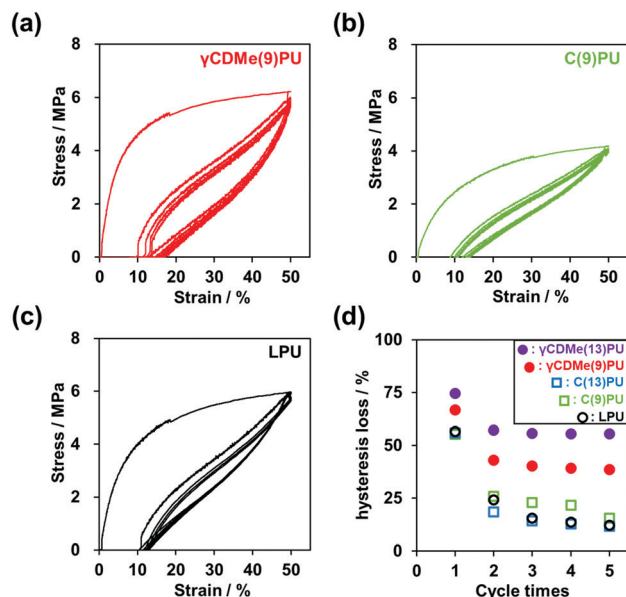 (a)
γCDMe(9)PU
8
6
4
2
0
Stress / MPa
0 10 20 30 40 50
Strain / %
(b)
C(9)PU
8
6
4
2
0
Stress / MPa
0 10 20 30 40 50
Strain / %
(c)
LPU
8
6
4
2
0
Stress / MPa
0 10 20 30 40 50
Strain / %
(d)
: γCDMe(13)PU
: γCDMe(9)PU
: C(13)PU
: C(9)PU
: LPU
100
75
50
25
0
hysteresis loss / %
0 1 2 3 4 5
Cycle times